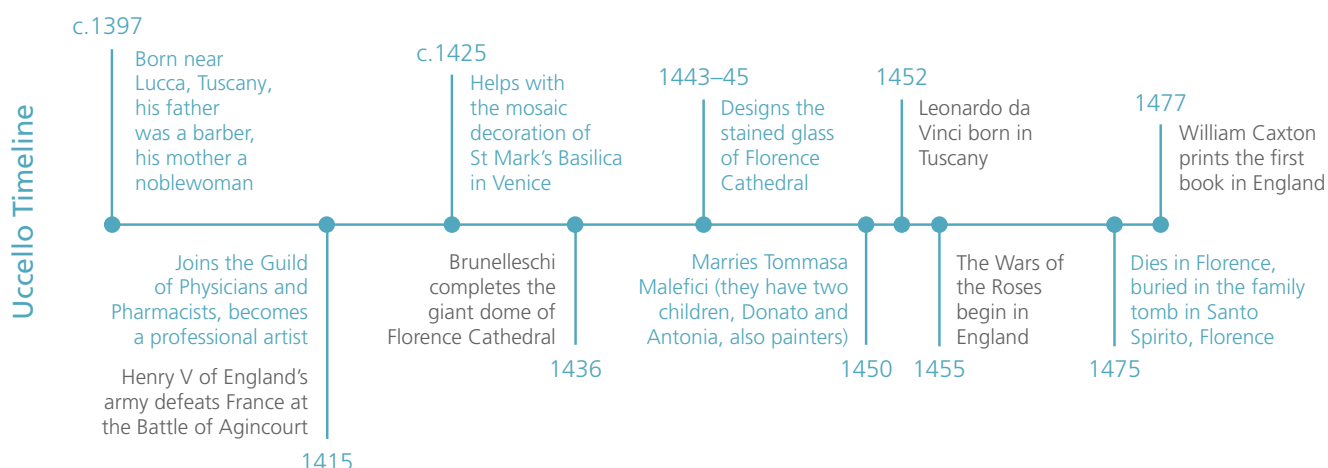 Uccello Timeline
c.1397
Born near
Lucca, Tuscany,
his father
was a barber,
his mother a
noblewoman
Joins the Guild
of Physicians and
Pharmacists, becomes
a professional artist
Henry V of England’s
army defeats France at
the Battle of Agincourt
1415
c.1425
Helps with
the mosaic
decoration of
St Mark’s Basilica
in Venice
Brunelleschi
completes the
giant dome of
Florence Cathedral
1436
1443–45
Designs the
stained glass
of Florence
Cathedral
Marries Tommasa
Malefici (they have two
children, Donato and
Antonia, also painters)
1450
1452
Leonardo da
Vinci born in
Tuscany
The Wars of
the Roses
begin in
England
1455
Dies in Florence,
buried in the family
tomb in Santo
Spirito, Florence
1475
1477
William Caxton
prints the first
book in England